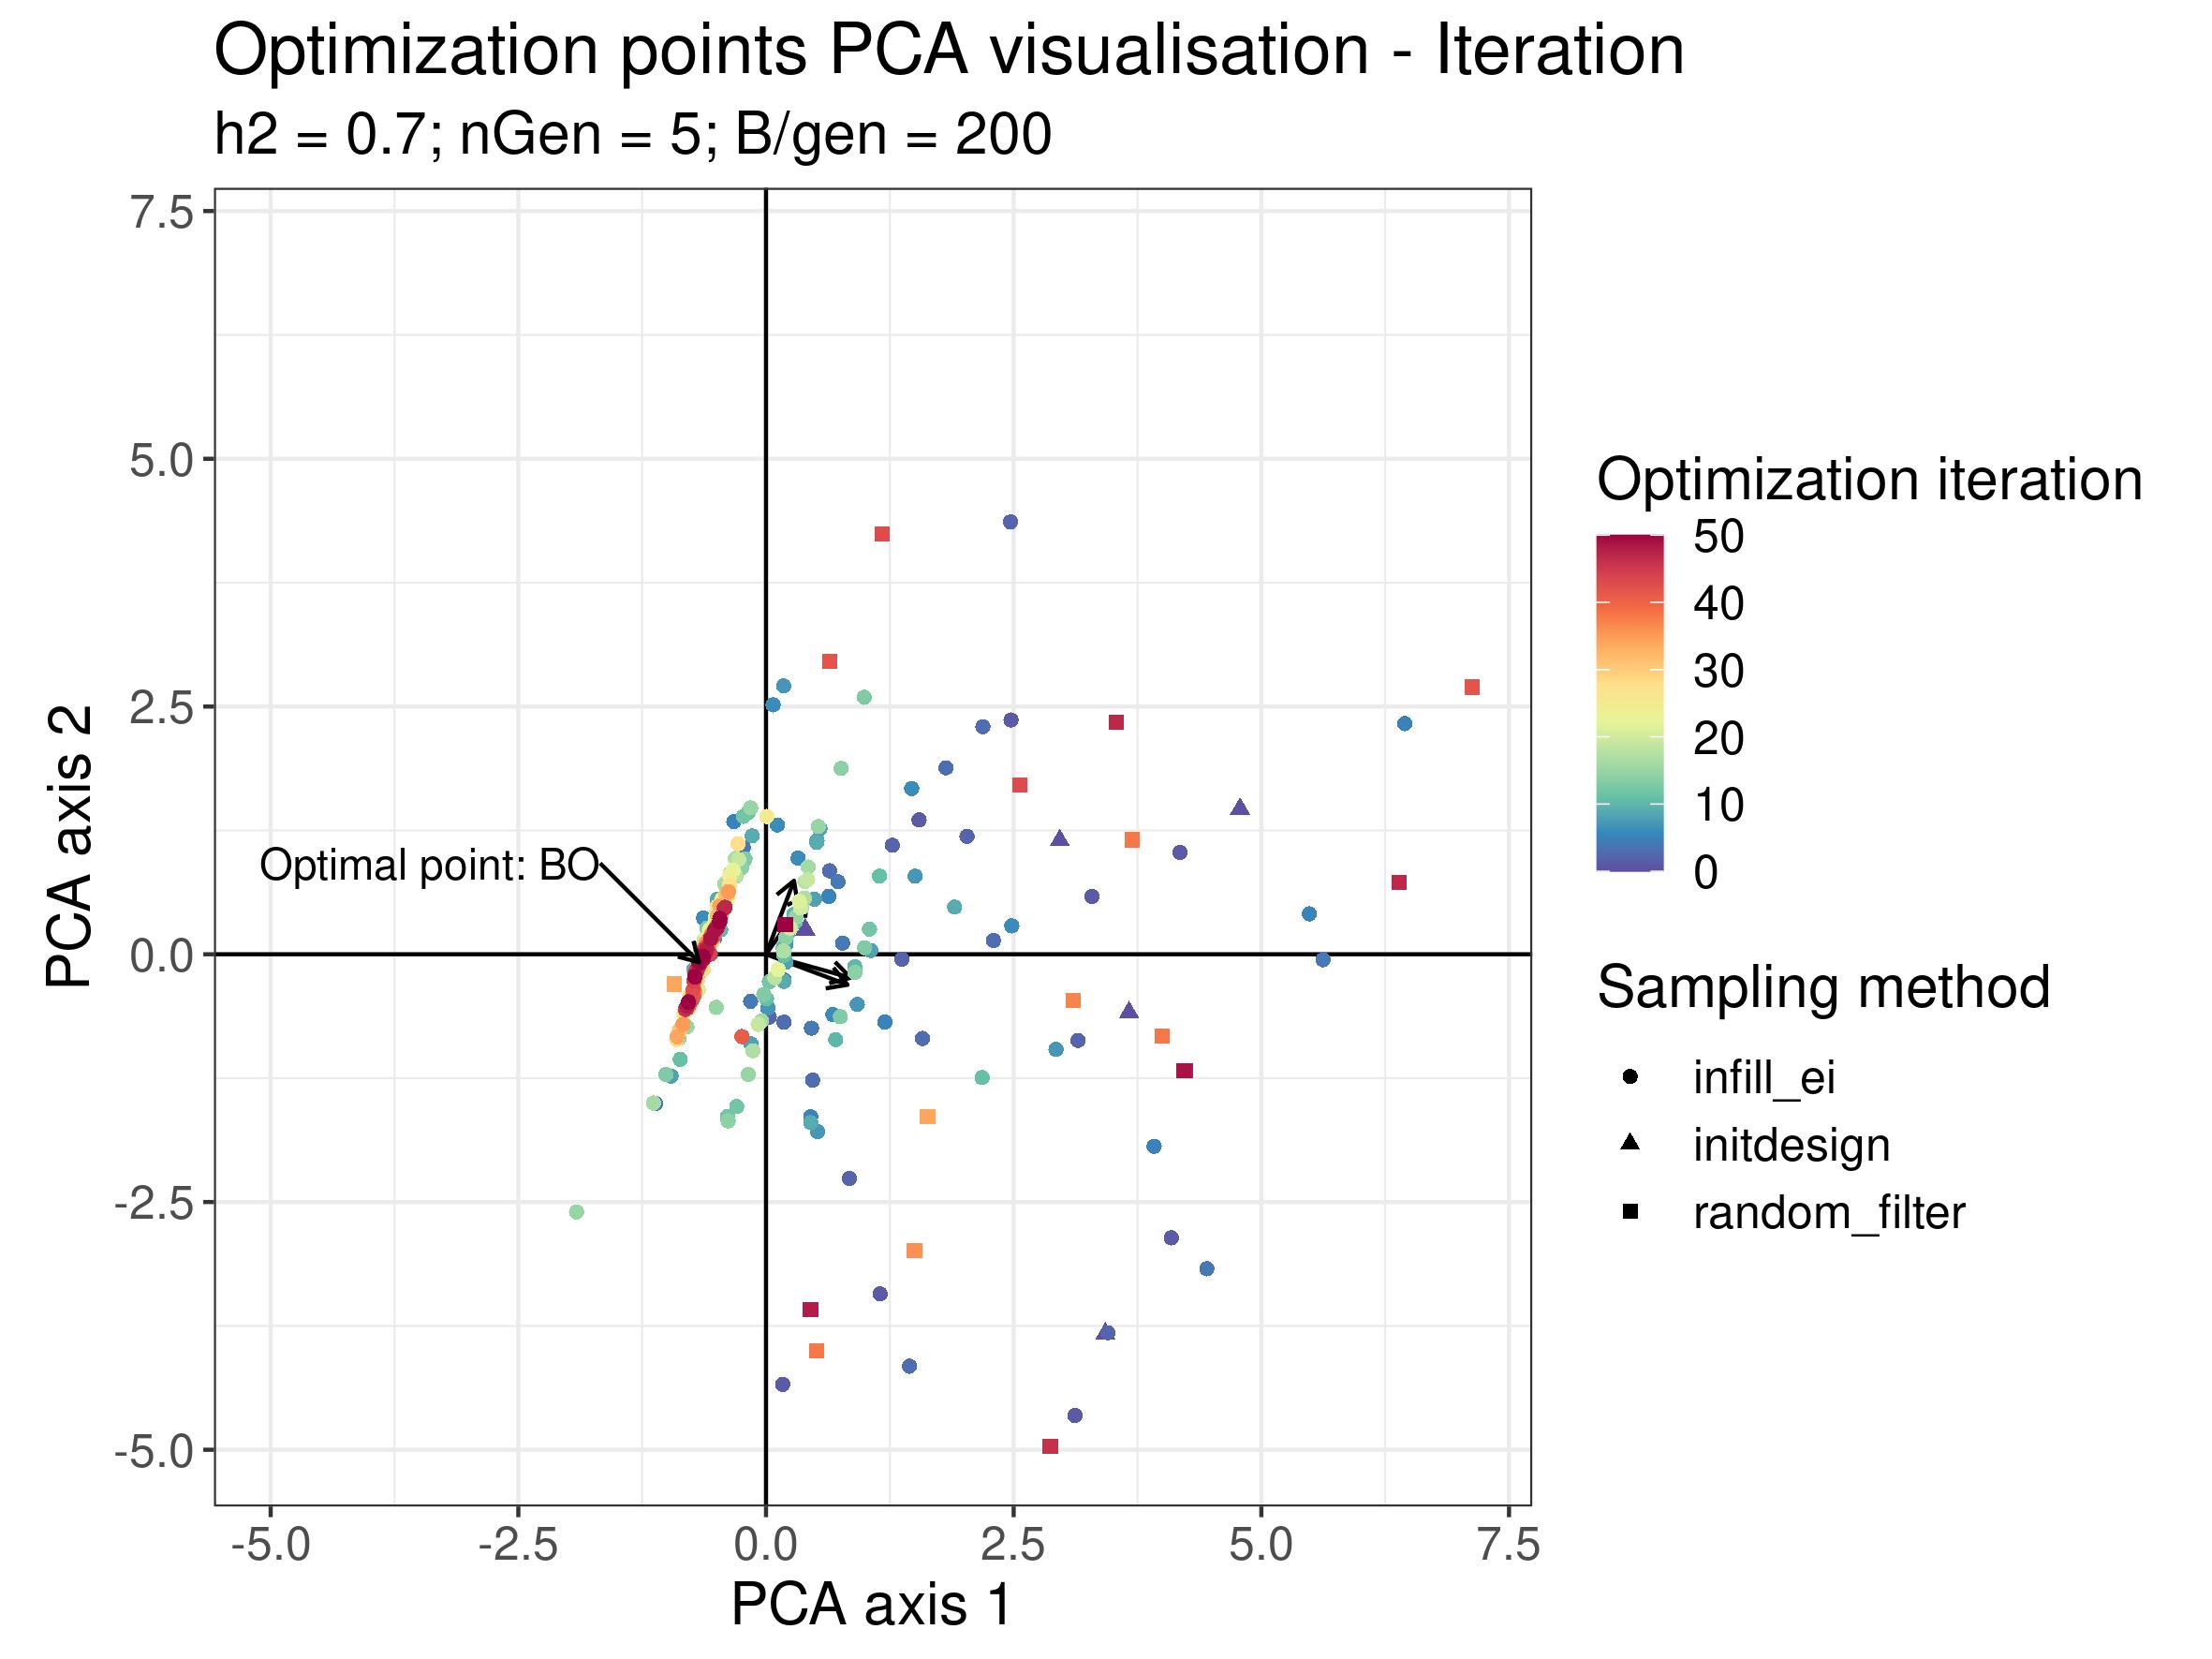 Optimization points PCA visualisation - Iteration
h2 = 0.7; nGen = 5; B/gen = 200
7.5
5.0
2.5
0.0
-2.5
-5.0
PCA axis 2
Optimal point: BO
-5.0
-2.5
0.0
2.5
5.0
7.5
PCA axis 1
Optimization iteration
50
40
30
20
10
0
Sampling method
infill_ei
initdesign
random_filter